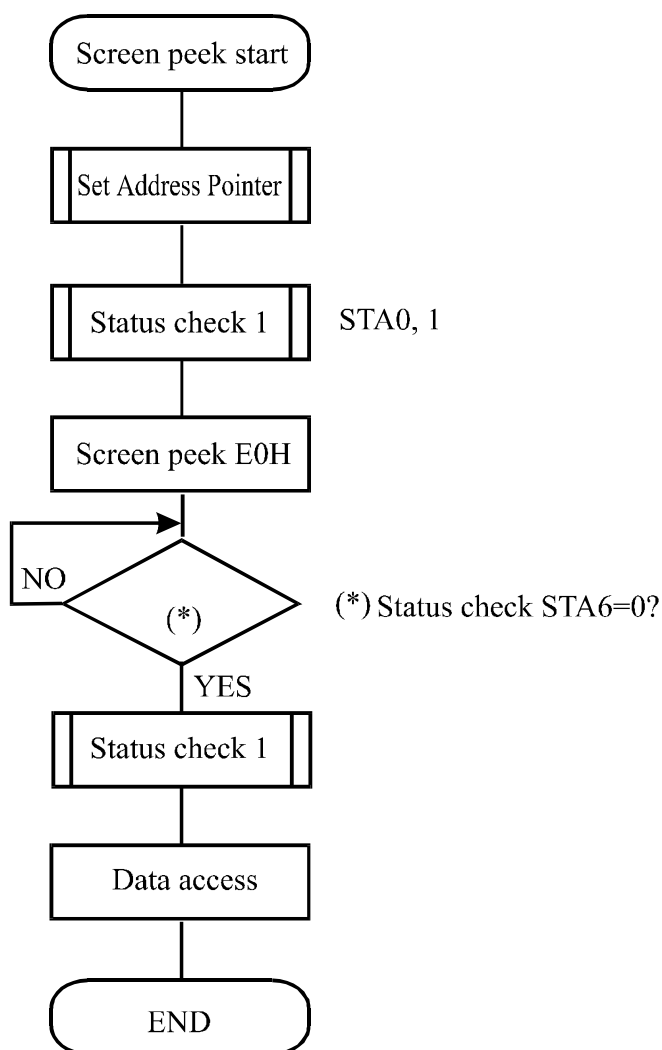 Screen peek start
Set Address Pointer
Status check 1
STA0, 1
Screen peek E0H
NO
(*)
(*) Status check STA6=0?
YES
Status check 1
Data access
END